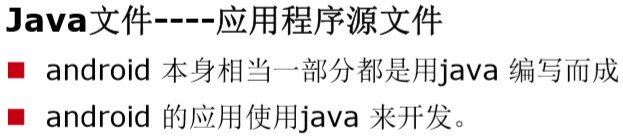 Java文件----应用程序源文件
android 本身相当一部分都是用java 编写而成
android 的应用使用java 来开发。